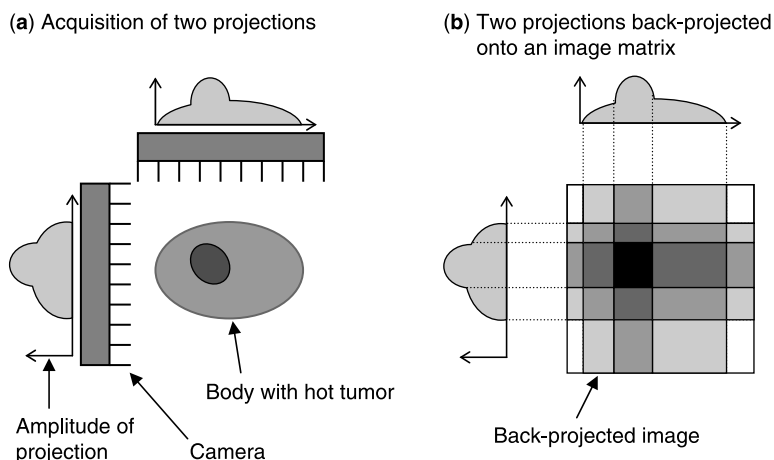 (a) Acquisition of two projections
(b) Two projections back-projected
onto an image matrix
Body with hot tumor
Amplitude of
projection
Camera
Back-projected image